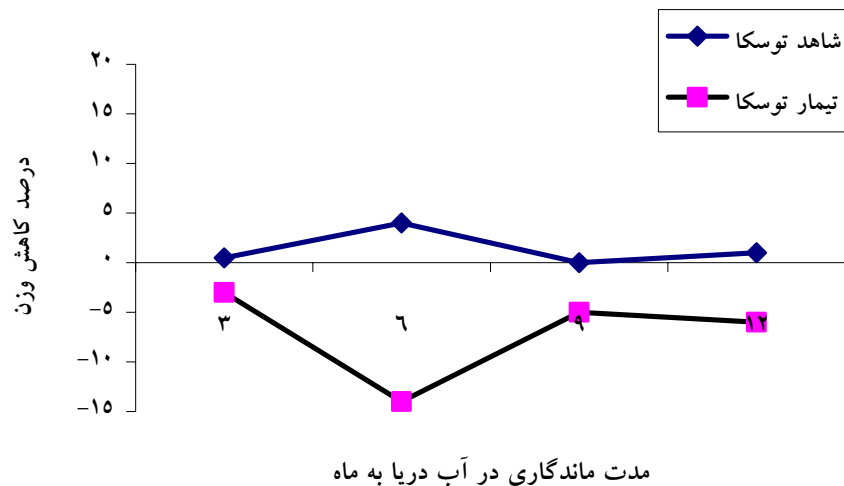 شاهد توسکا
تیمار توسکا
۲۰
۱۵
۱۰
۵
۰
-۵
-۱۰
-۱۵
درصد کاهش وزن
۳ ۶ ۹ ۱۲
مدت ماندگاری در آب دریا به ماه